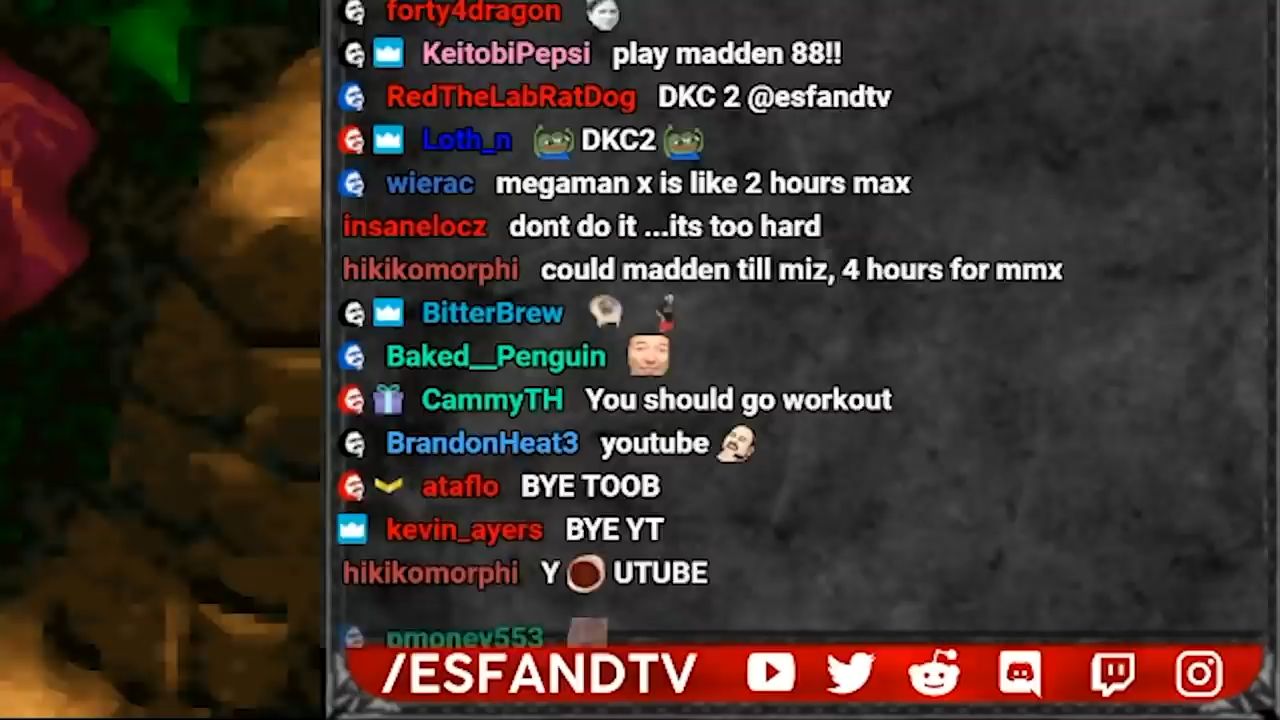 forty4dragon
KeitobiPepsi play madden 88!!
RedTheLabRatDog DKC 2 @esfandtv
Loth_n DKC2
wierac megaman x is like 2 hours max
insanelocz dont do it ...its too hard
hikikomorphi could madden till miz, 4 hours for mmx
BitterBrew
Baked__Penguin
CammyTH You should go workout
BrandonHeat3 youtube
ataflo BYE TOOB
kevin_ayers BYE YT
hikikomorphi Y UTUBE
pmoney553
/ESFANDTV